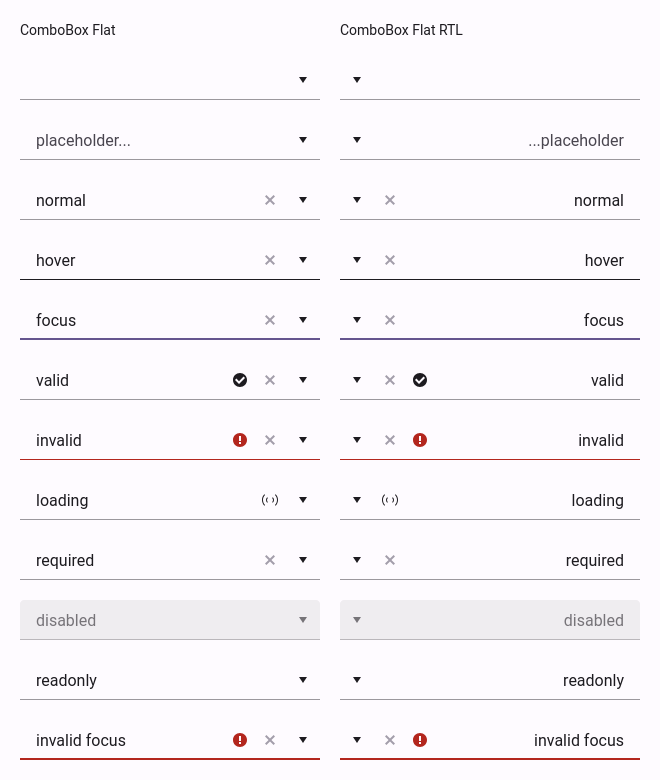 ComboBox Flat
ComboBox Flat RTL
placeholder...
...placeholder
normal
normal
hover
hover
focus
focus
valid
valid
invalid
invalid
loading
loading
required
required
disabled
disabled
readonly
readonly
invalid focus
invalid focus